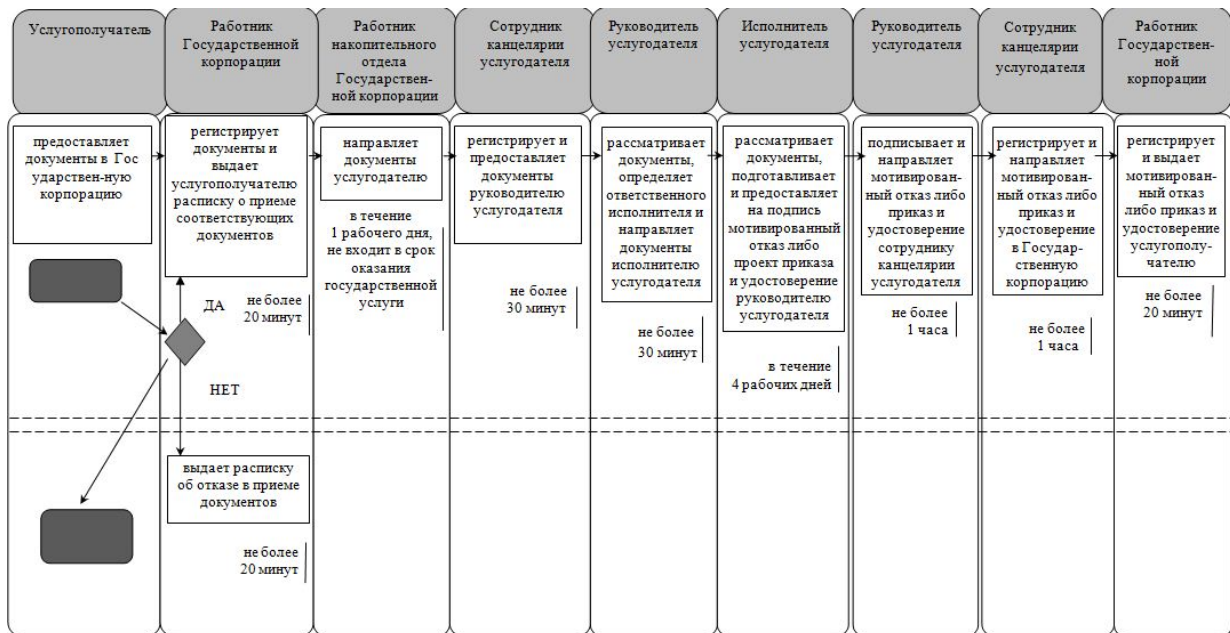 Услугополучатель
Работник
Государственной
корпорации
Работник
накопительного
отдела
Государствен-
ной корпорации
Сотрудник
канцелярии
услугодателя
Руководитель
услугодателя
Исполнитель
услугодателя
Руководитель
услугодателя
Сотрудник
канцелярии
услугодателя
Работник
Государствен-
ной
корпорации
предоставляет
документы в Гос
ударствен-ную
корпорацию
регистрирует
документы и
выдает
услугополучателю
расписку о приеме
соответствующих
документов
направляет
документы
услугодателю
регистрирует и
предоставляет
документы
руководителю
услугодателя
рассматривает
документы,
определяет
ответственного
исполнителя и
направляет
документы
исполнителю
услугодателя
рассматривает
документы,
подготавливает
и предоставляет
на подпись
мотивированный
отказ либо
проект приказа
и удостоверение
руководителю
услугодателя
подписывает и
направляет
мотивирован-
ный отказ либо
приказ и
удостоверение
сотруднику
канцелярии
услугодателя
регистрирует и
направляет
мотивирован-
ный отказ либо
приказ и
удостоверение
в Государ-
ственную
корпорацию
регистрирует
и выдает
мотивирован-
ный отказ
либо приказ и
удостоверение
услугополу-
чателю
ДА
не более
20 минут
в течение
1 рабочего дня,
не входит в срок
оказания
государственной
услуги
не более
30 минут
не более
30 минут
в течение
4 рабочих дней
не более
1 часа
не более
1 часа
не более
20 минут
НЕТ
выдает расписку
об отказе в приеме
документов
не более
20 минут